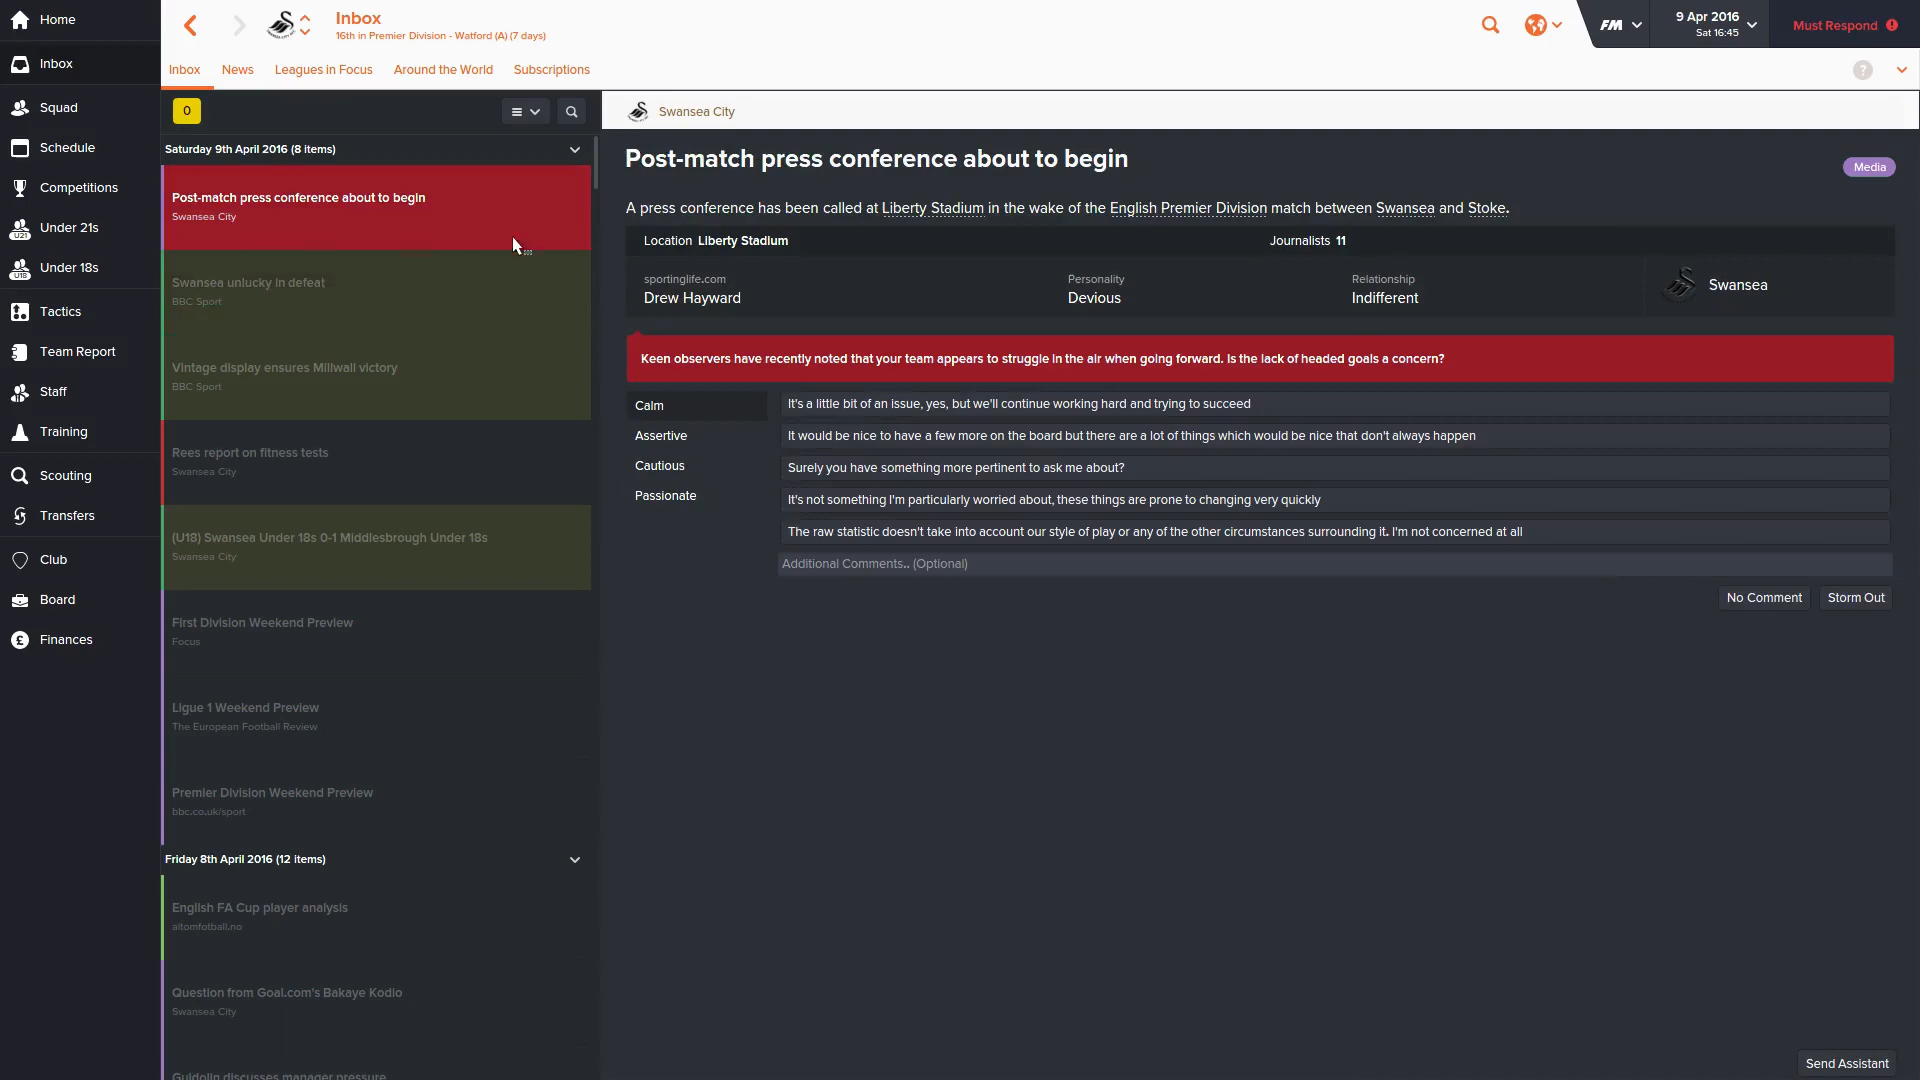 Home
Inbox
Squad
Schedule
Competitions
U21
Under 21s
U18
Under 18s
Tactics
Team Report
Staff
Training
Scouting
Transfers
Club
Board
Finances
Inbox
16th in Premier Division - Watford (A) (7 days)
FM
9 Apr 2016
Sat 16:45
Must Respond
Inbox
News
Leagues in Focus
Around the World
Subscriptions
?
0
Saturday 9th April 2016 (8 items)
Post-match press conference about to begin
Swansea City
Swansea unlucky in defeat
BBC Sport
Vintage display ensures Millwall victory
BBC Sport
Rees report on fitness tests
Swansea City
(U18) Swansea Under 18s 0-1 Middlesbrough Under 18s
Swansea City
First Division Weekend Preview
Focus
Ligue 1 Weekend Preview
The European Football Review
Premier Division Weekend Preview
bbc.co.uk/sport
Friday 8th April 2016 (12 items)
English FA Cup player analysis
altomfotball.no
Question from Goal.com's Bakaye Kodio
Swansea City
Guidolin discusses manager pressure
Swansea City
Post-match press conference about to begin
Media
A press conference has been called at Liberty Stadium in the wake of the English Premier Division match between Swansea and Stoke.
Location Liberty Stadium
Journalists 11
sportinglife.com
Drew Hayward
Personality
Devious
Relationship
Indifferent
Swansea
Keen observers have recently noted that your team appears to struggle in the air when going forward. Is the lack of headed goals a concern?
Calm
Assertive
Cautious
Passionate
It's a little bit of an issue, yes, but we'll continue working hard and trying to succeed
It would be nice to have a few more on the board but there are a lot of things which would be nice that don't always happen
Surely you have something more pertinent to ask me about?
It's not something I'm particularly worried about, these things are prone to changing very quickly
The raw statistic doesn't take into account our style of play or any of the other circumstances surrounding it. I'm not concerned at all
Additional Comments.. (Optional)
No Comment
Storm Out
Send Assistant